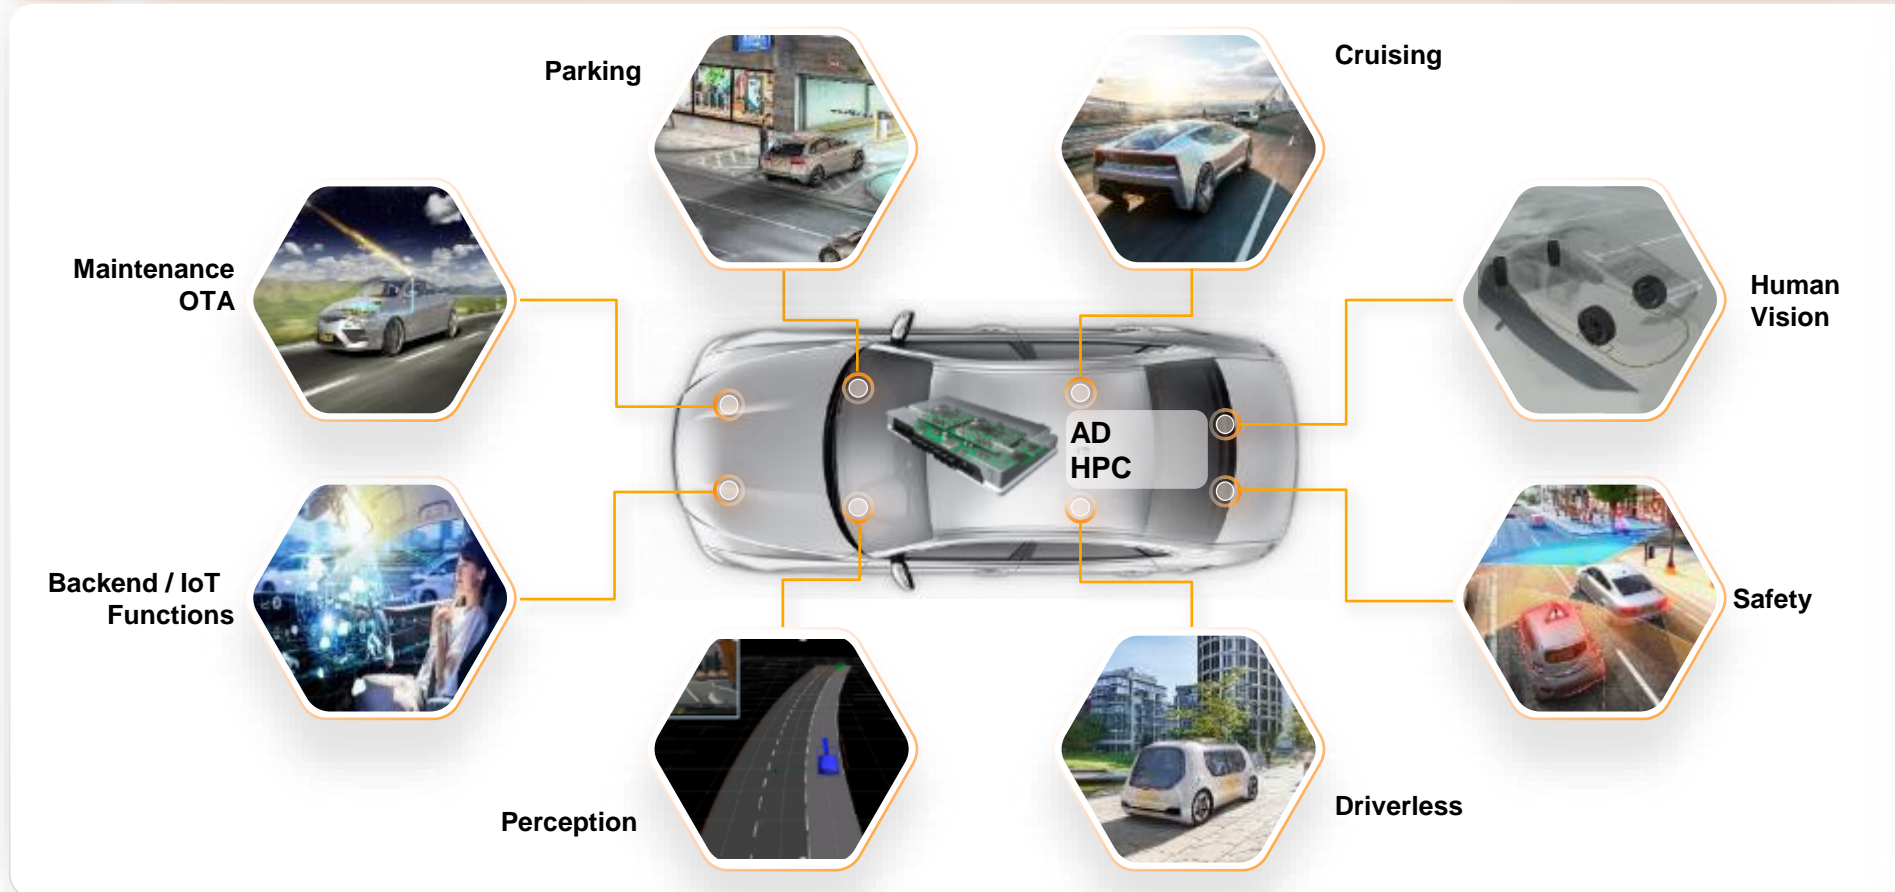 Parking
Cruising
Maintenance
OTA
Human
Vision
AD
HPC
Backend / IoT
Functions
Safety
Perception
Driverless